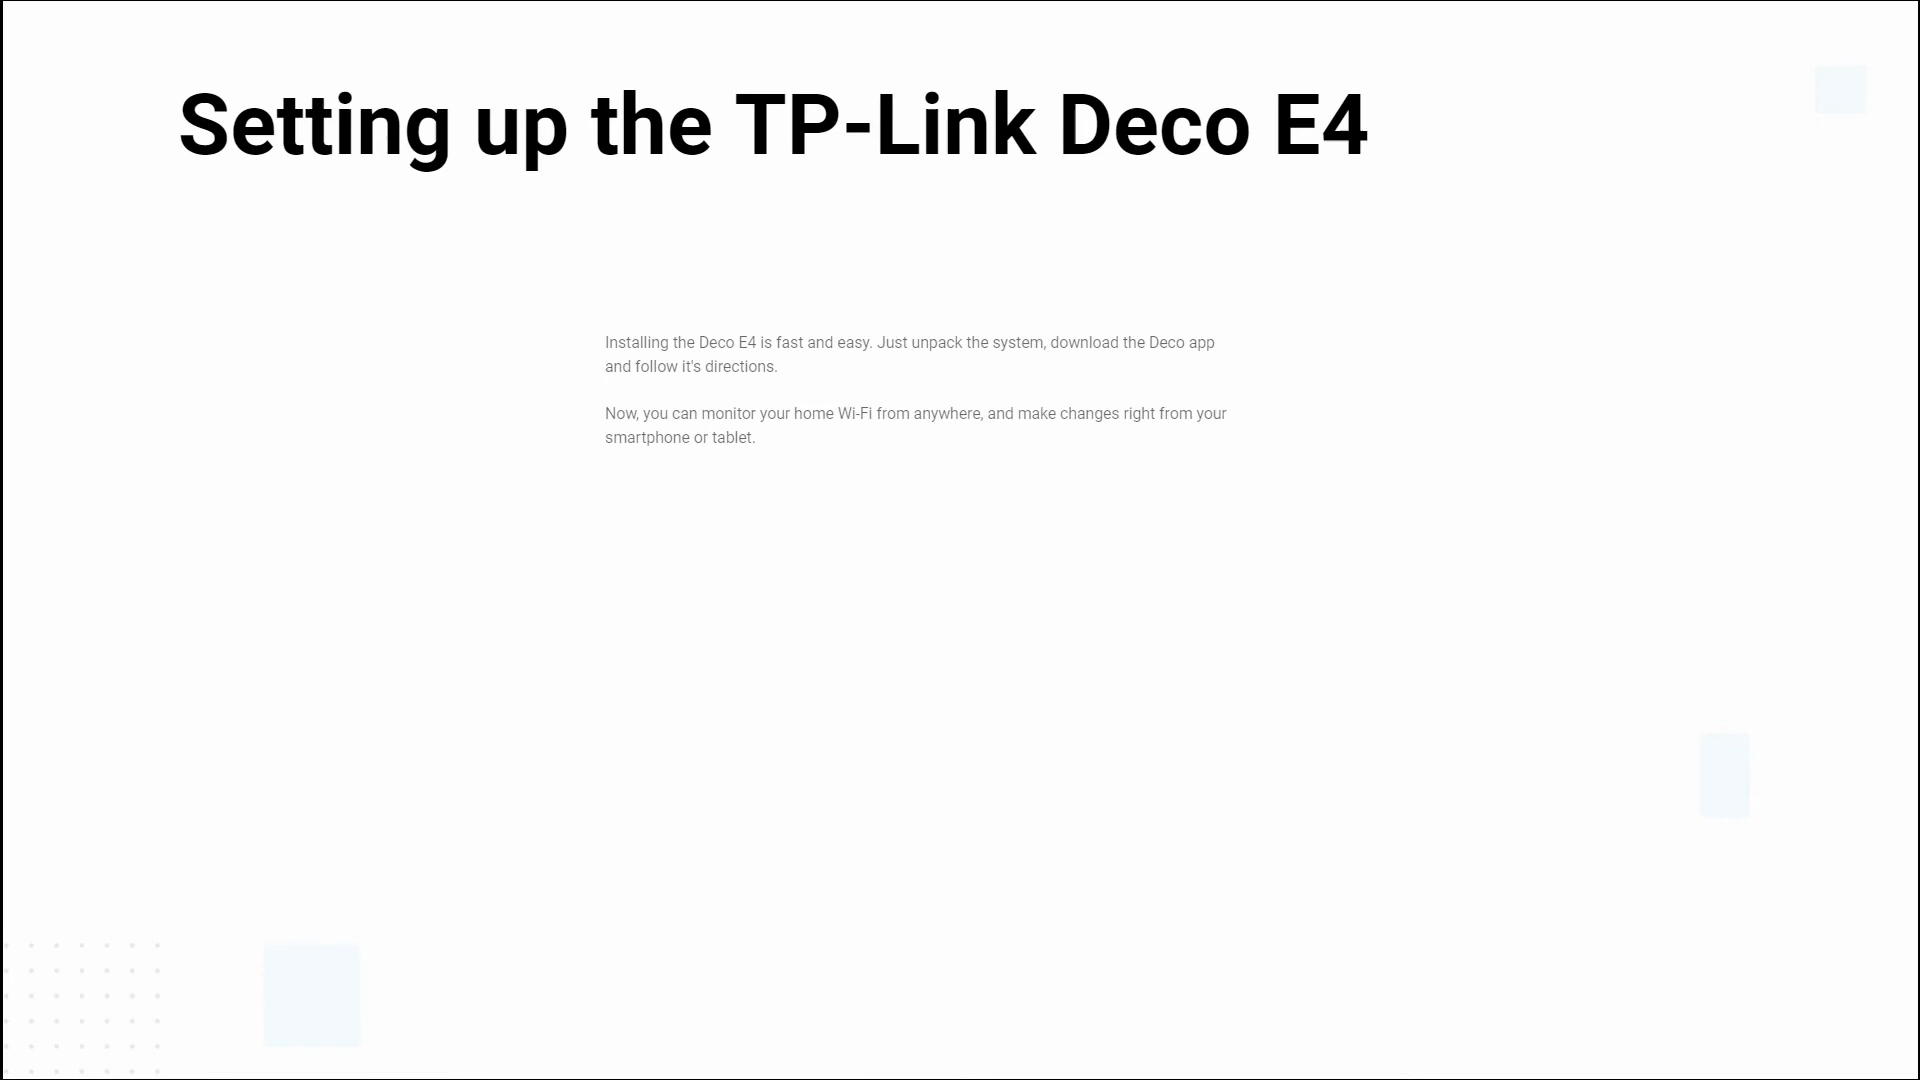 Setting up the TP-Link Deco E4
Installing the Deco E4 is fast and easy. Just unpack the system, download the Deco app
and follow it's directions.
Now, you can monitor your home Wi-Fi from anywhere, and make changes right from your
smartphone or tablet.